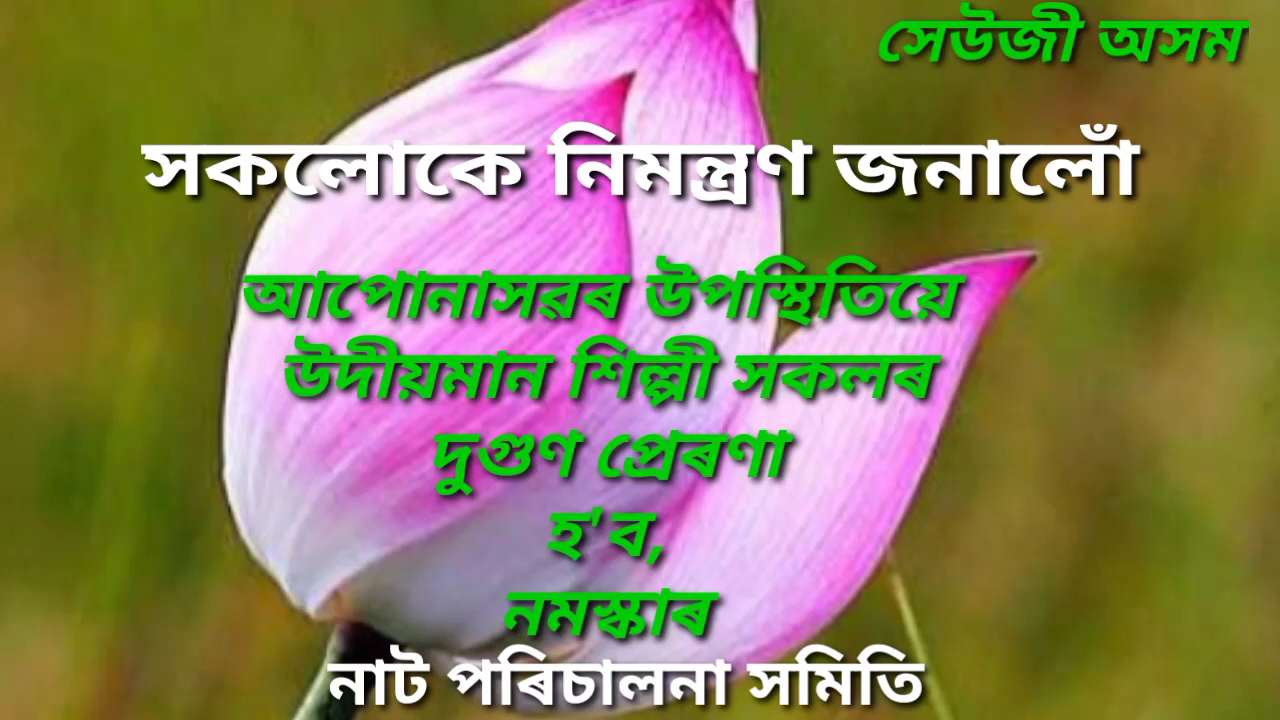 সেউজী অসম
সকলোকে নিমন্ত্ৰণ জনালোঁ
আপোনাসৱৰ উপস্থিতিয়ে
উদীয়মান শিল্পী সকলৰ
দুগুণ প্ৰেৰণা
হ'ব,
নমস্কাৰ
নাট পৰিচালনা সমিতি